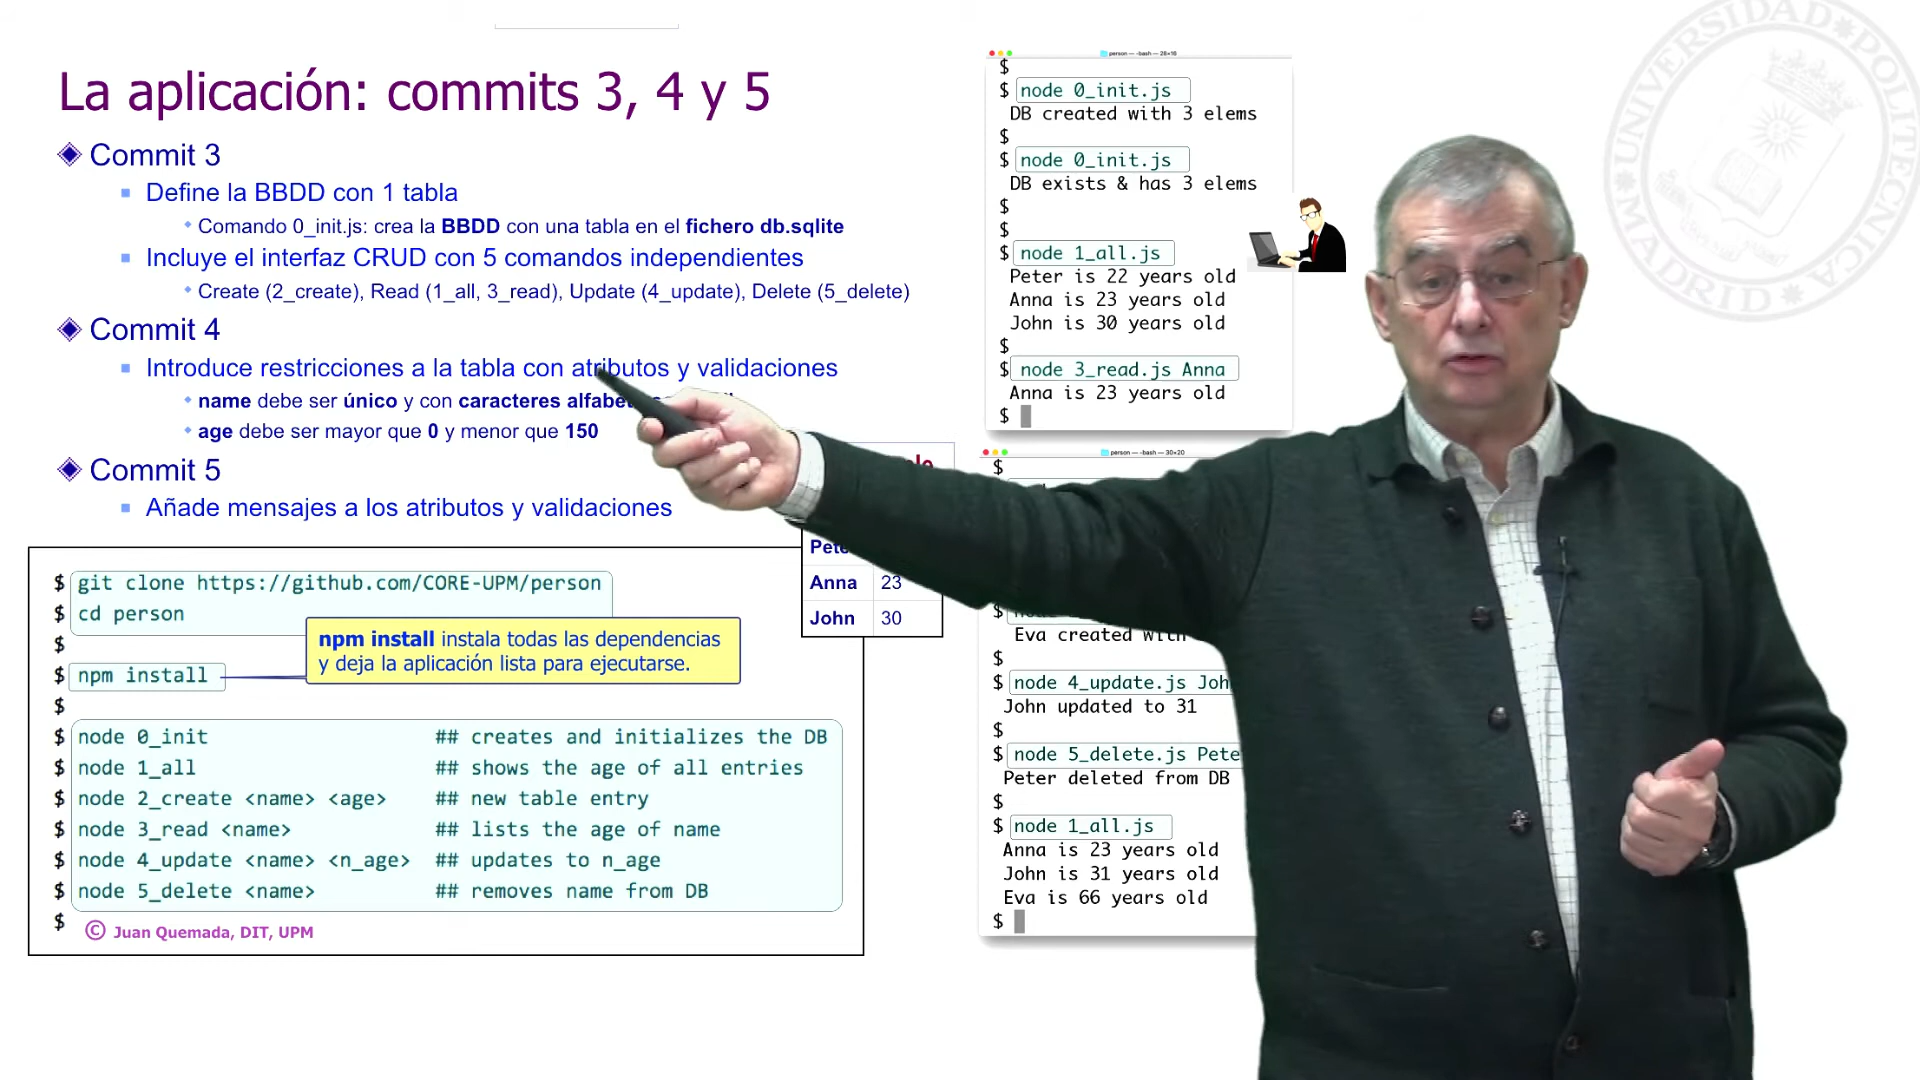 La aplicación: commits 3, 4 y 5
Commit 3
Define la BBDD con 1 tabla
Comando 0_init.js: crea la BBDD con una tabla en el fichero db.sqlite
Incluye el interfaz CRUD con 5 comandos independientes
Create (2_create), Read (1_all, 3_read), Update (4_update), Delete (5_delete)
Commit 4
Introduce restricciones a la tabla con atributos y validaciones
name debe ser único y con caracteres
age debe ser mayor que 0 y menor que 150
Commit 5
Añade mensajes a los atributos y validaciones
$ git clone https://github.com/CORE-UPM/person
$ cd person
$
npm install instala todas las dependencias
y deja la aplicación lista para ejecutarse.
$ npm install
$
$ node 0_init ## creates and initializes the DB
$ node 1_all ## shows the age of all entries
$ node 2_create <name> <age> ## new table entry
$ node 3_read <name> ## lists the age of name
$ node 4_update <name> <n_age> ## updates to n_age
$ node 5_delete <name> ## removes name from DB
$
© Juan Quemada, DIT, UPM
Anna 23
John 30
person — -bash — 28×16
$
$ node 0_init.js
DB created with 3 elems
$
$ node 0_init.js
DB exists & has 3 elems
$
$
$ node 1_all.js
Peter is 22 years old
Anna is 23 years old
John is 30 years old
$
$ node 3_read.js Anna
Anna is 23 years old
$
person — -bash — 30×20
$
$
Eva created with
$
$ node 4_update.js
John updated to 31
$
$ node 5_delete.js
Peter deleted from DB
$
$ node 1_all.js
Anna is 23 years old
John is 31 years old
Eva is 66 years old
$
UNIVERSIDAD POLITÉCNICA
MADRID